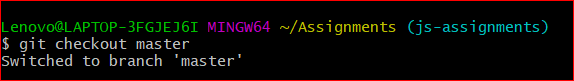 Lenovo@LAPTOP-3FGJEJ6I MINGW64 ~/Assignments (js-assignments)
$ git checkout master
Switched to branch 'master'